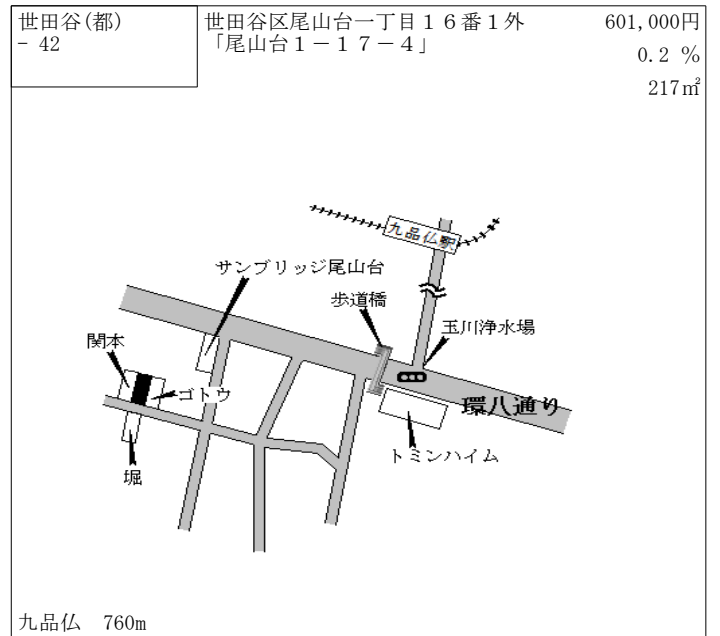 世田谷(都)
- 42
世田谷区尾山台一丁目１６番１外
「尾山台１－１７－４」
601,000円
0.2 %
217㎡
九品仏駅
サンブリッジ尾山台
歩道橋
玉川浄水場
関本
ゴトウ
環八通り
トミンハイム
堀
九品仏 760m